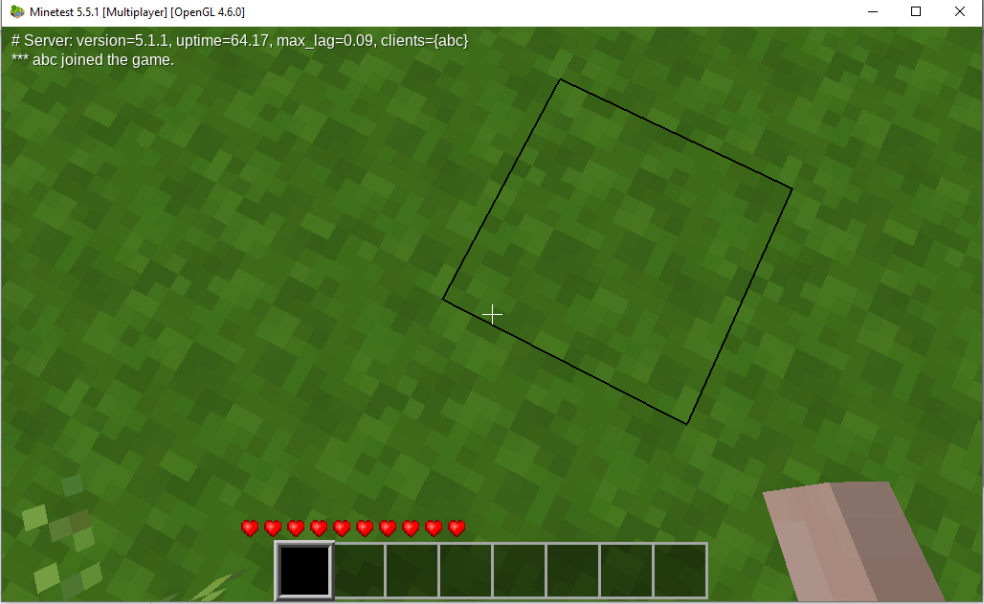 Minetest 5.5.1 [Multiplayer] [OpenGL 4.6.0]
# Server: version=5.1.1, uptime=64.17, max_lag=0.09, clients={abc}
*** abc joined the game.